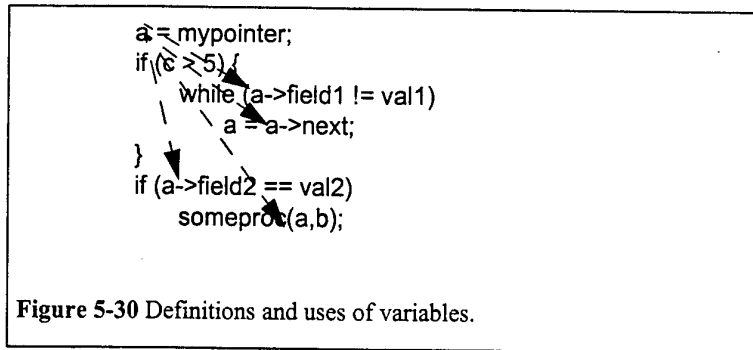 a = mypointer;
if (c > 5) {
while (a->field1 != val1)
a = a->next;
}
if (a->field2 == val2)
someproc(a,b);
Figure 5-30 Definitions and uses of variables.